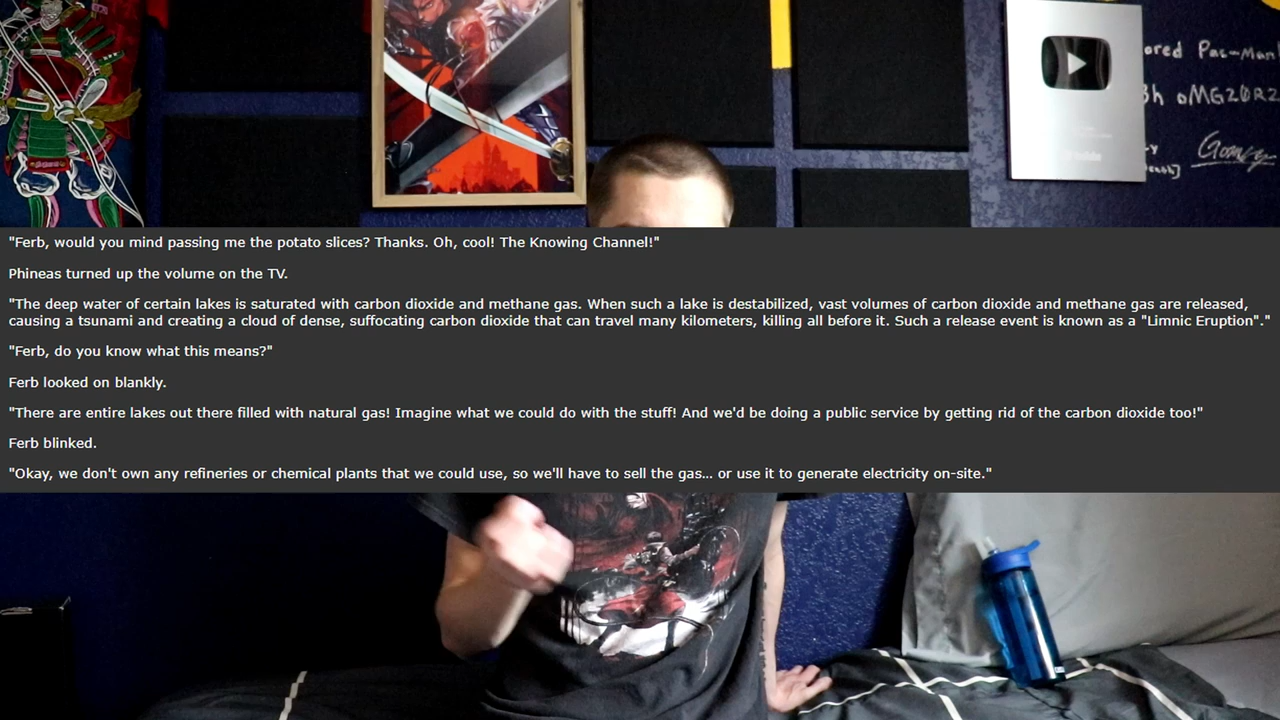 ored Pac-Man
3h oMG20R2
"Ferb, would you mind passing me the potato slices? Thanks. Oh, cool! The Knowing Channel!"
Phineas turned up the volume on the TV.
"The deep water of certain lakes is saturated with carbon dioxide and methane gas. When such a lake is destabilized, vast volumes of carbon dioxide and methane gas are released,
causing a tsunami and creating a cloud of dense, suffocating carbon dioxide that can travel many kilometers, killing all before it. Such a release event is known as a "Limnic Eruption"."
"Ferb, do you know what this means?"
Ferb looked on blankly.
"There are entire lakes out there filled with natural gas! Imagine what we could do with the stuff! And we'd be doing a public service by getting rid of the carbon dioxide too!"
Ferb blinked.
"Okay, we don't own any refineries or chemical plants that we could use, so we'll have to sell the gas... or use it to generate electricity on-site."